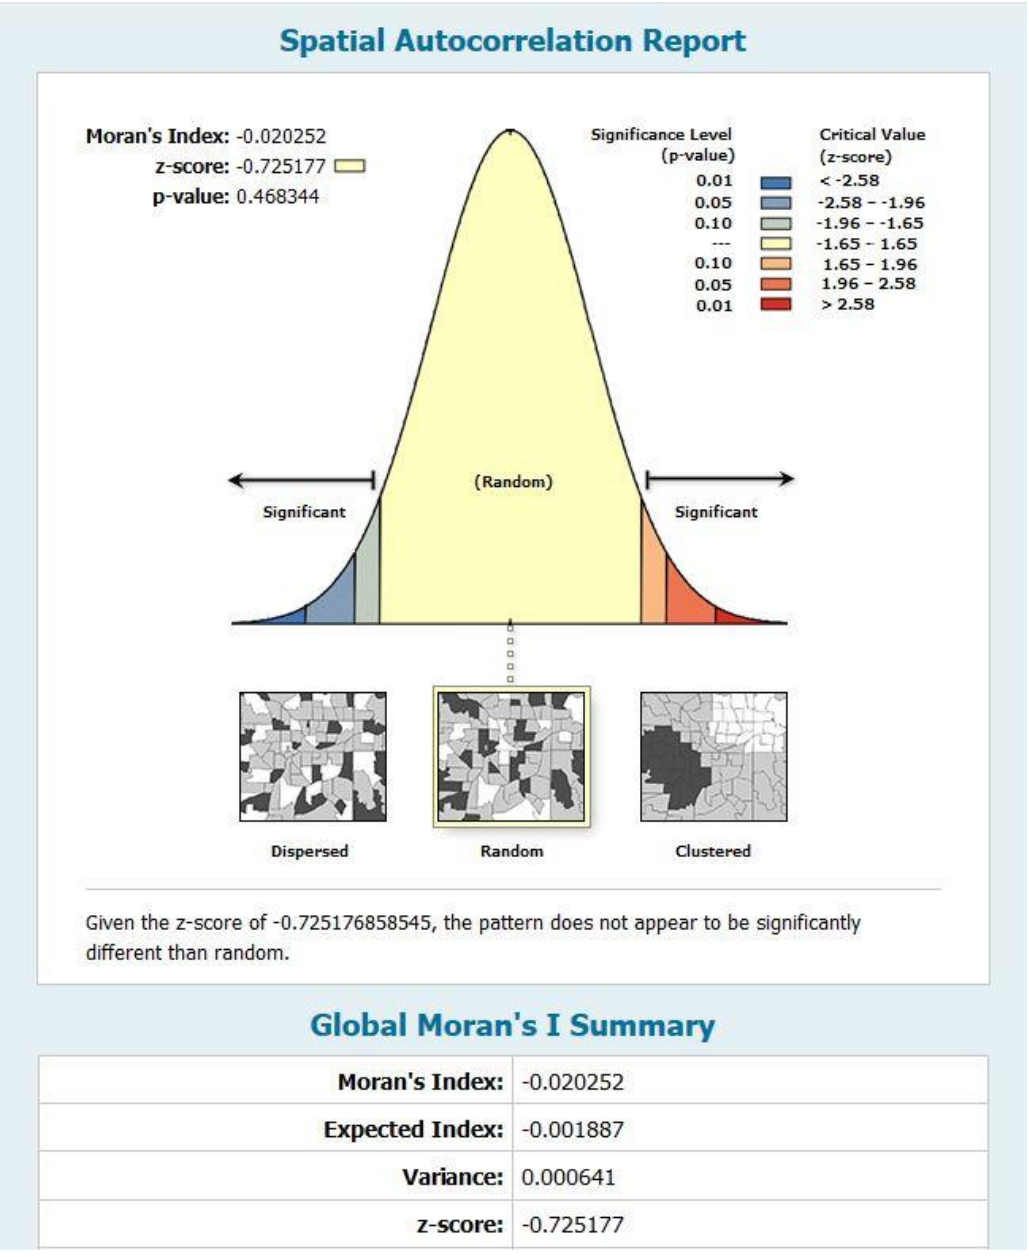 Spatial Autocorrelation Report
Moran's Index: -0.020252
z-score: -0.725177
p-value: 0.468344
Significance Level Critical Value
(p-value) (z-score)
0.01 < -2.58
0.05 -2.58 – -1.96
0.10 -1.96 – -1.65
--- -1.65 – 1.65
0.10 1.65 – 1.96
0.05 1.96 – 2.58
0.01 > 2.58
(Random)
Significant Significant
Dispersed Random Clustered
Given the z-score of -0.725176858545, the pattern does not appear to be significantly
different than random.
Global Moran's I Summary
Moran's Index: -0.020252
Expected Index: -0.001887
Variance: 0.000641
z-score: -0.725177